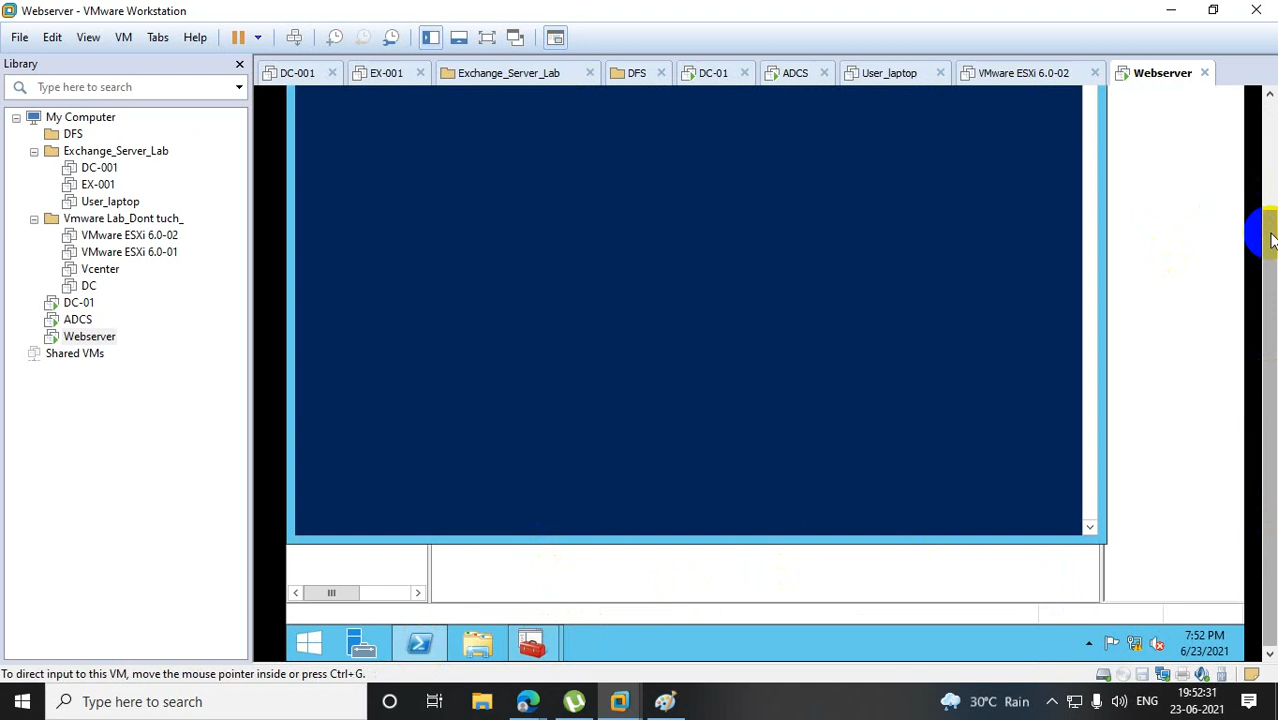 Webserver - VMware Workstation
File Edit View VM Tabs Help
Library
Type here to search
DC-001 EX-001 Exchange_Server_Lab DFS DC-01 ADCS User_laptop VMware ESXi 6.0-02 Webserver
My Computer
DFS
Exchange_Server_Lab
DC-001
EX-001
User_laptop
Vmware Lab_Dont tuch_
VMware ESXi 6.0-02
VMware ESXi 6.0-01
Vcenter
DC
DC-01
ADCS
Webserver
Shared VMs
7:52 PM
6/23/2021
To direct input to this VM, move the mouse pointer inside or press Ctrl+G.
Type here to search
30°C Rain
ENG
19:52:31
23-06-2021